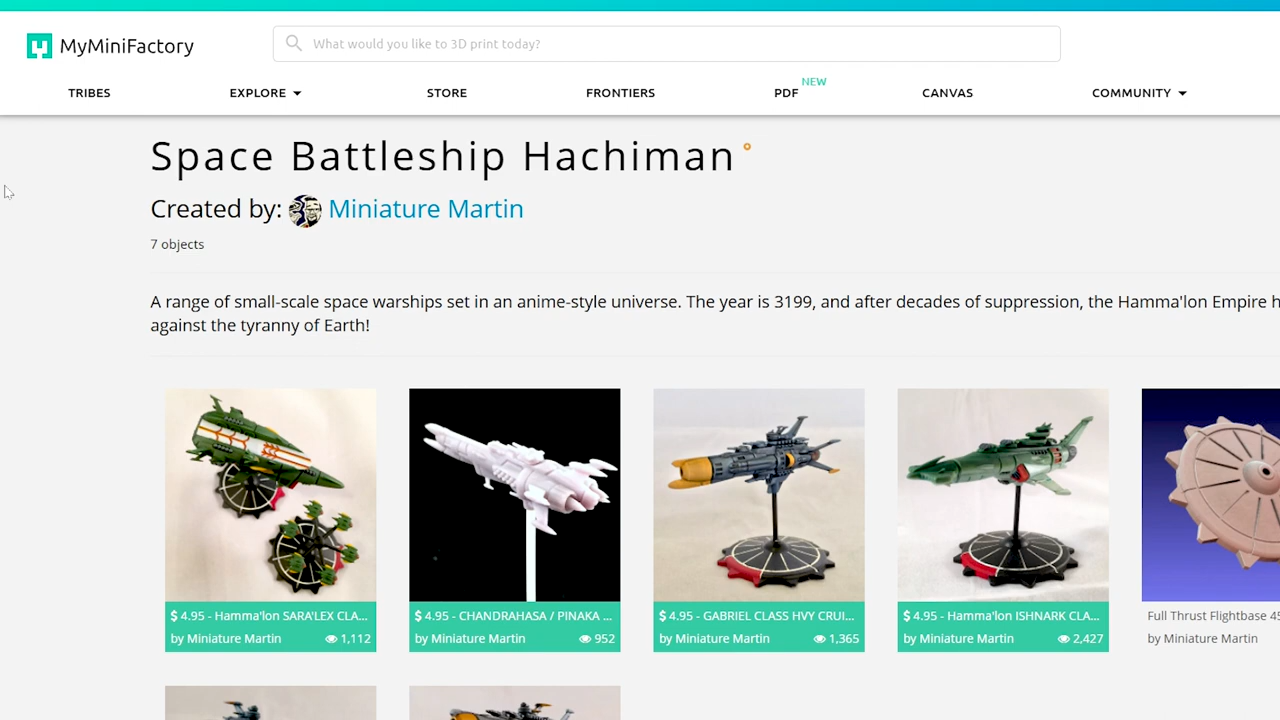 MyMiniFactory
What would you like to 3D print today?
TRIBES
EXPLORE
STORE
FRONTIERS
PDF
NEW
CANVAS
COMMUNITY
Space Battleship Hachiman
Created by: Miniature Martin
7 objects
A range of small-scale space warships set in an anime-style universe. The year is 3199, and after decades of suppression, the Hamma'lon Empire h
against the tyranny of Earth!
$ 4.95 - Hamma'lon SARA'LEX CLA...
by Miniature Martin 1,112
$ 4.95 - CHANDRAHASA / PINAKA ...
by Miniature Martin 952
$ 4.95 - GABRIEL CLASS HVY CRUI...
by Miniature Martin 1,365
$ 4.95 - Hamma'lon ISHNARK CLA...
by Miniature Martin 2,427
Full Thrust Flightbase 45
by Miniature Martin